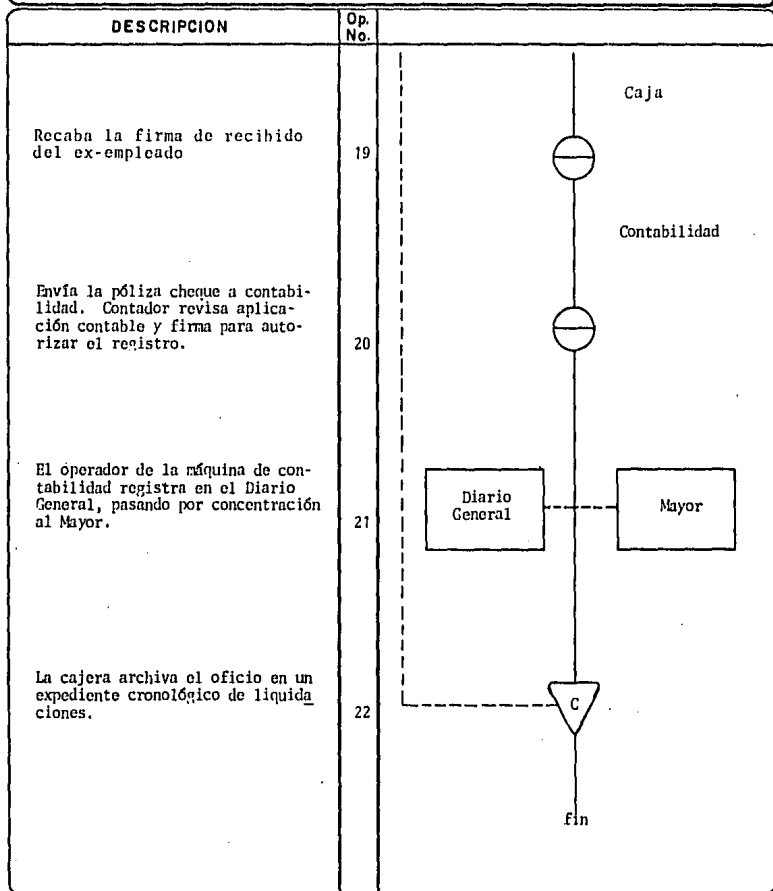 DESCRIPCION
Op.
No.
Caja
Recaba la firma de recibido
del ex-empleado
19
Contabilidad
Envía la póliza cheque a contabi-
lidad. Contador revisa aplica-
ción contable y firma para auto-
rizar el registro.
20
El operador de la máquina de con-
tabilidad registra en el Diario
General, pasando por concentración
al Mayor.
21
Diario
General
Mayor
La cajera archiva el oficio en un
expediente cronológico de liquida
ciones.
22
C
fin